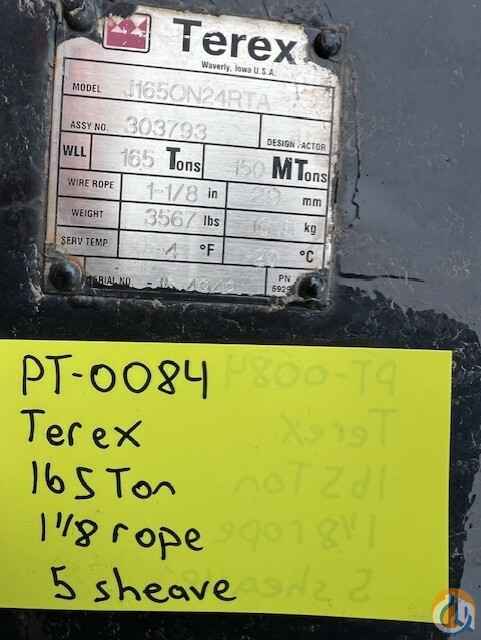 Terex
Waverly, Iowa U.S.A.
MODEL J165ON24RTA
ASSY NO. 303793 DESIGN FACTOR
WLL 165 Tons 150 MTons
WIRE ROPE 1-1/8 in 29 mm
WEIGHT 3567 lbs kg
SERV TEMP °F °C
SERIAL NO PN
PT-0084
Terex
165 Ton
1 1/8 rope
5 sheave